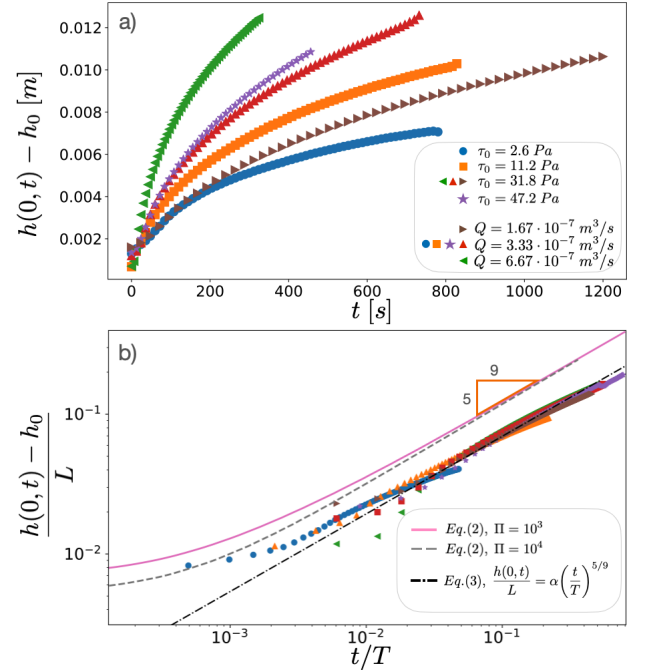 a)
h(0,t) − h₀ [m]
0.012
0.010
0.008
0.006
0.004
0.002
τ₀ = 2.6 Pa
τ₀ = 11.2 Pa
τ₀ = 31.8 Pa
τ₀ = 47.2 Pa
Q = 1.67 · 10⁻⁷ m³/s
Q = 3.33 · 10⁻⁷ m³/s
Q = 6.67 · 10⁻⁷ m³/s
0 200 400 600 800 1000 1200
t [s]
b)
(h(0,t) − h₀)/L
10⁻¹
10⁻²
9
5
Eq.(2), Π = 10³
Eq.(2), Π = 10⁴
Eq.(3), h(0,t)/L = α(t/T)^5/9
10⁻³ 10⁻² 10⁻¹
t/T